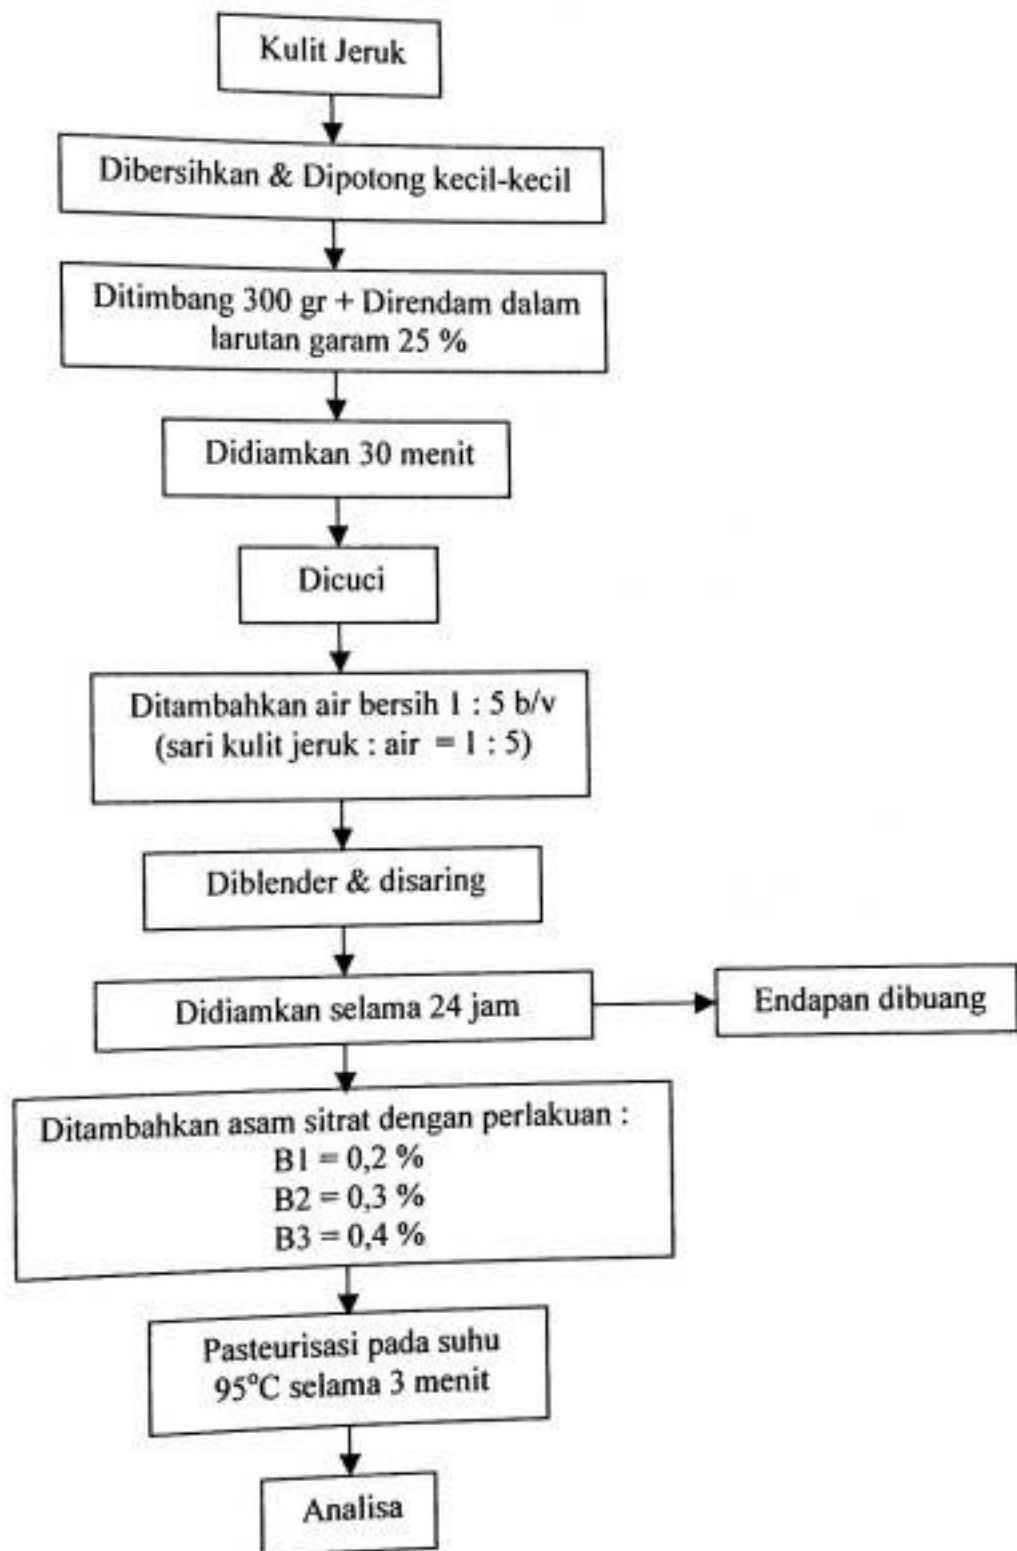 Kulit Jeruk
Dibersihkan & Dipotong kecil-kecil
Ditimbang 300 gr + Direndam dalam
larutan garam 25 %
Didiamkan 30 menit
Dicuci
Ditambahkan air bersih 1 : 5 b/v
(sari kulit jeruk : air = 1 : 5)
Diblender & disaring
Didiamkan selama 24 jam
Endapan dibuang
Ditambahkan asam sitrat dengan perlakuan :
B1 = 0,2 %
B2 = 0,3 %
B3 = 0,4 %
Pasteurisasi pada suhu
95°C selama 3 menit
Analisa